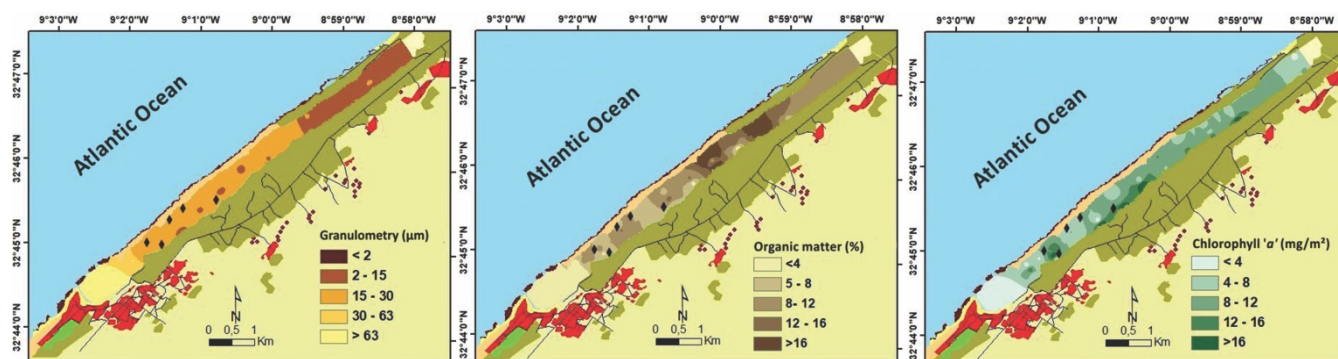 9°3'0"W 9°2'0"W 9°1'0"W 9°0'0"W 8°59'0"W 8°58'0"W
32°47'0"N
32°46'0"N
32°45'0"N
32°44'0"N
Atlantic Ocean
Granulometry (µm)
< 2
2 - 15
15 - 30
30 - 63
> 63
N
0 0,5 1
Km
9°3'0"W 9°2'0"W 9°1'0"W 9°0'0"W 8°59'0"W 8°58'0"W
32°47'0"N
32°46'0"N
32°45'0"N
32°44'0"N
Atlantic Ocean
Organic matter (%)
<4
5 - 8
8 - 12
12 - 16
>16
N
0 0,5 1
Km
9°3'0"W 9°2'0"W 9°1'0"W 9°0'0"W 8°59'0"W 8°58'0"W
32°47'0"N
32°46'0"N
32°45'0"N
32°44'0"N
Atlantic Ocean
Chlorophyll 'a' (mg/m²)
< 4
4 - 8
8 - 12
12 - 16
>16
N
0 0,5 1
Km